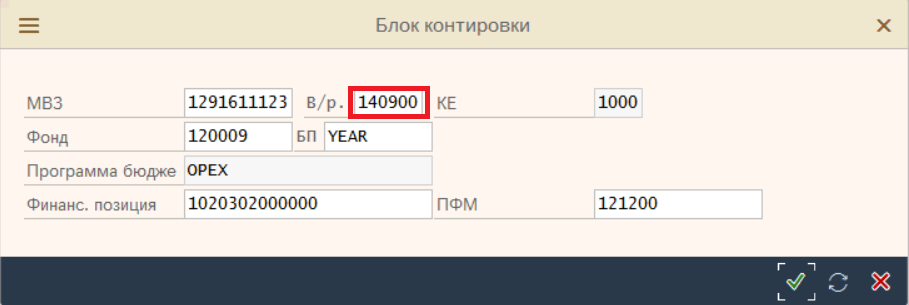 Блок контировки
МВЗ 1291611123 В/р. 140900 КЕ 1000
Фонд 120009 БП YEAR
Программа бюдже OPEX
Финанс. позиция 1020302000000 ПФМ 121200